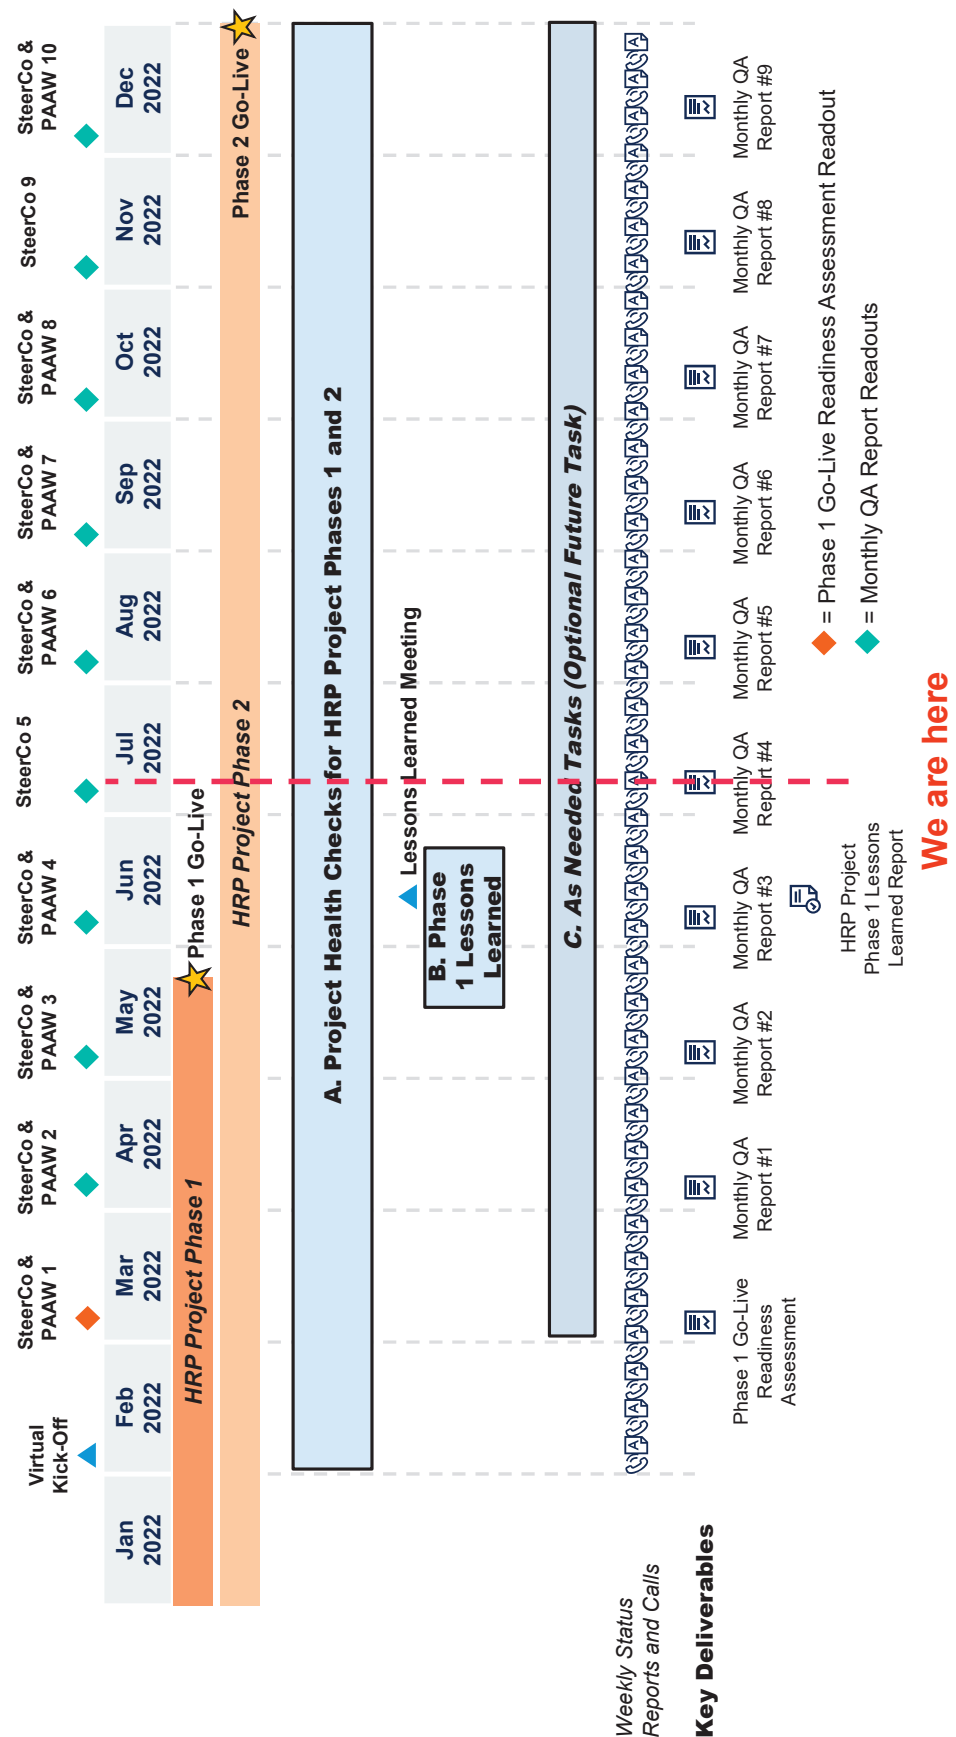 Virtual
Kick-Off
SteerCo &
PAAW 1
SteerCo &
PAAW 2
SteerCo &
PAAW 3
SteerCo &
PAAW 4
SteerCo 5
SteerCo &
PAAW 6
SteerCo &
PAAW 7
SteerCo &
PAAW 8
SteerCo 9
SteerCo &
PAAW 10
Jan
2022
Feb
2022
Mar
2022
Apr
2022
May
2022
Jun
2022
Jul
2022
Aug
2022
Sep
2022
Oct
2022
Nov
2022
Dec
2022
HRP Project Phase 1
Phase 1 Go-Live
HRP Project Phase 2
Phase 2 Go-Live
A. Project Health Checks for HRP Project Phases 1 and 2
Lessons Learned Meeting
B. Phase
1 Lessons
Learned
C. As Needed Tasks (Optional Future Task)
Weekly Status
Reports and Calls
Key Deliverables
Phase 1 Go-Live
Readiness
Assessment
Monthly QA
Report #1
Monthly QA
Report #2
Monthly QA
Report #3
Monthly QA
Report #4
Monthly QA
Report #5
Monthly QA
Report #6
Monthly QA
Report #7
Monthly QA
Report #8
Monthly QA
Report #9
HRP Project
Phase 1 Lessons
Learned Report
= Phase 1 Go-Live Readiness Assessment Readout
= Monthly QA Report Readouts
We are here